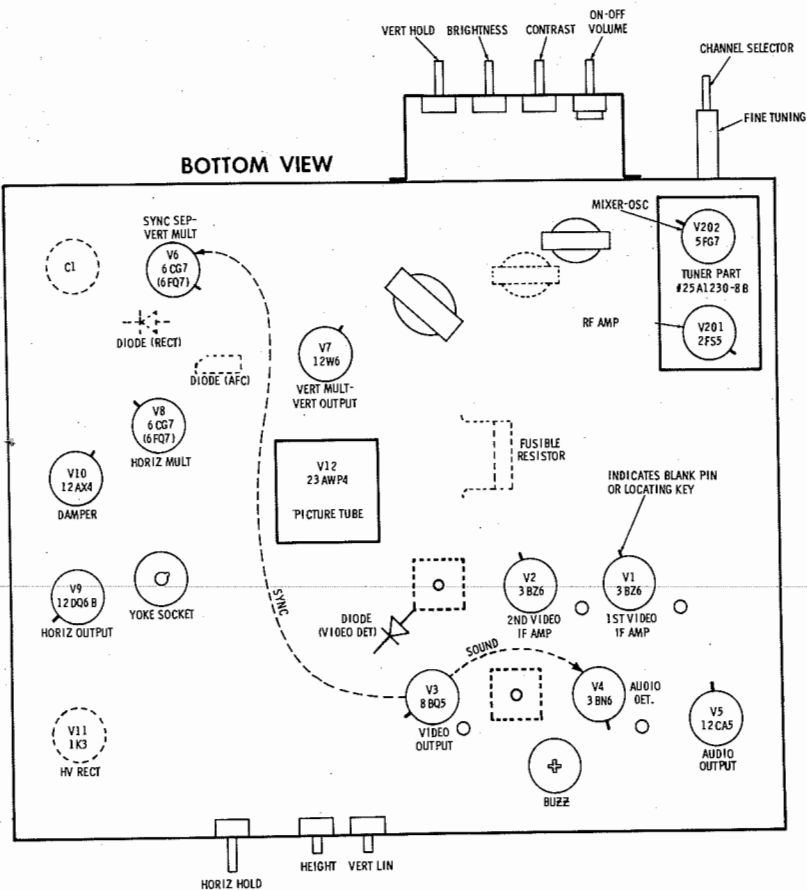 VERT HOLD
BRIGHTNESS
CONTRAST
ON-OFF
VOLUME
CHANNEL SELECTOR
FINE TUNING
BOTTOM VIEW
MIXER-OSC
V202
5FG7
TUNER PART
#25A1230-8B
RF AMP
V201
2FS5
SYNC SEP-
VERT MULT
V6
6CG7
(6FQ7)
C1
DIODE (RECT)
DIODE (AFC)
V7
12W6
VERT MULT-
VERT OUTPUT
V8
6CG7
(6FQ7)
HORIZ MULT
V10
12AX4
DAMPER
V12
23AWP4
PICTURE TUBE
FUSIBLE
RESISTOR
INDICATES BLANK PIN
OR LOCATING KEY
V9
12DQ6B
HORIZ OUTPUT
YOKE SOCKET
SYNC
DIODE
(VIDEO DET)
V2
3BZ6
2ND VIDEO
IF AMP
V1
3BZ6
1ST VIDEO
IF AMP
SOUND
V3
8BQ5
VIDEO
OUTPUT
V4
3BN6
AUDIO
DET.
V5
12CA5
AUDIO
OUTPUT
V11
1K3
HV RECT
BUZZ
HORIZ HOLD
HEIGHT
VERT LIN